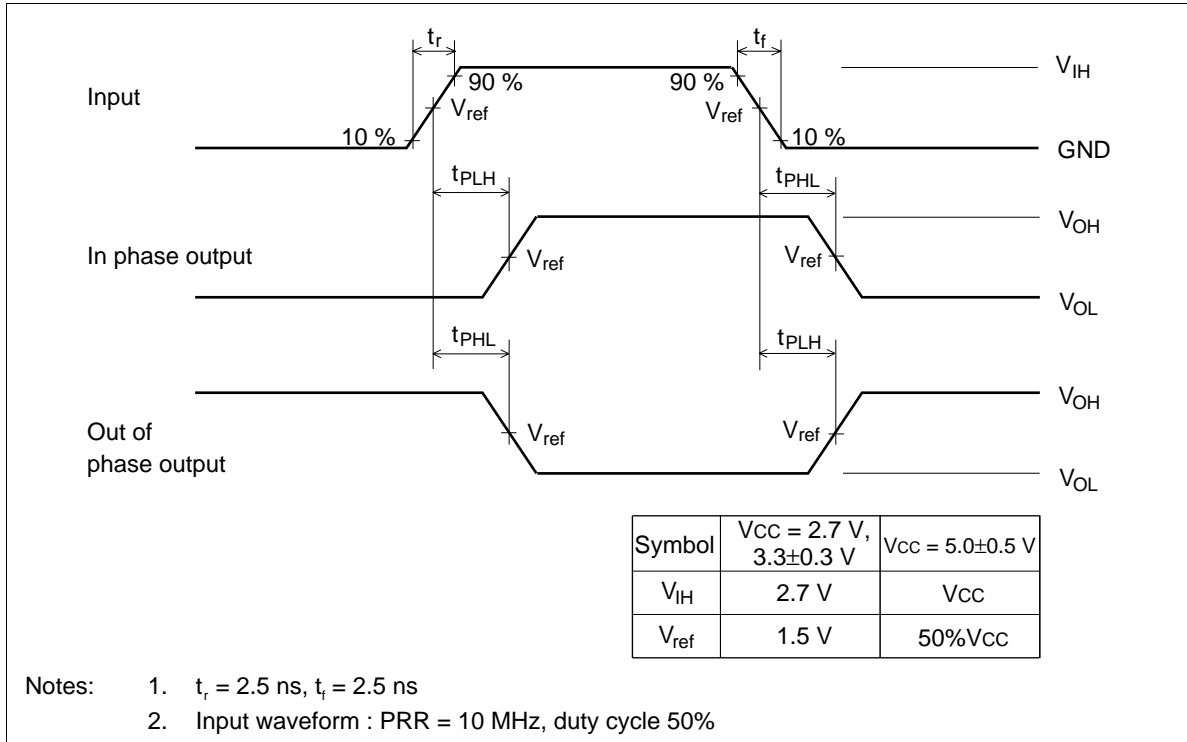 tr tf
VIH
90 % 90 %
Input
Vref Vref
10 % 10 %
GND
tPLH tPHL
VOH
In phase output
Vref Vref
VOL
tPHL tPLH
VOH
Out of
phase output
Vref Vref
VOL
Symbol VCC = 2.7 V, 3.3±0.3 V VCC = 5.0±0.5 V
VIH 2.7 V VCC
Vref 1.5 V 50%VCC
Notes: 1. tr = 2.5 ns, tf = 2.5 ns
2. Input waveform : PRR = 10 MHz, duty cycle 50%